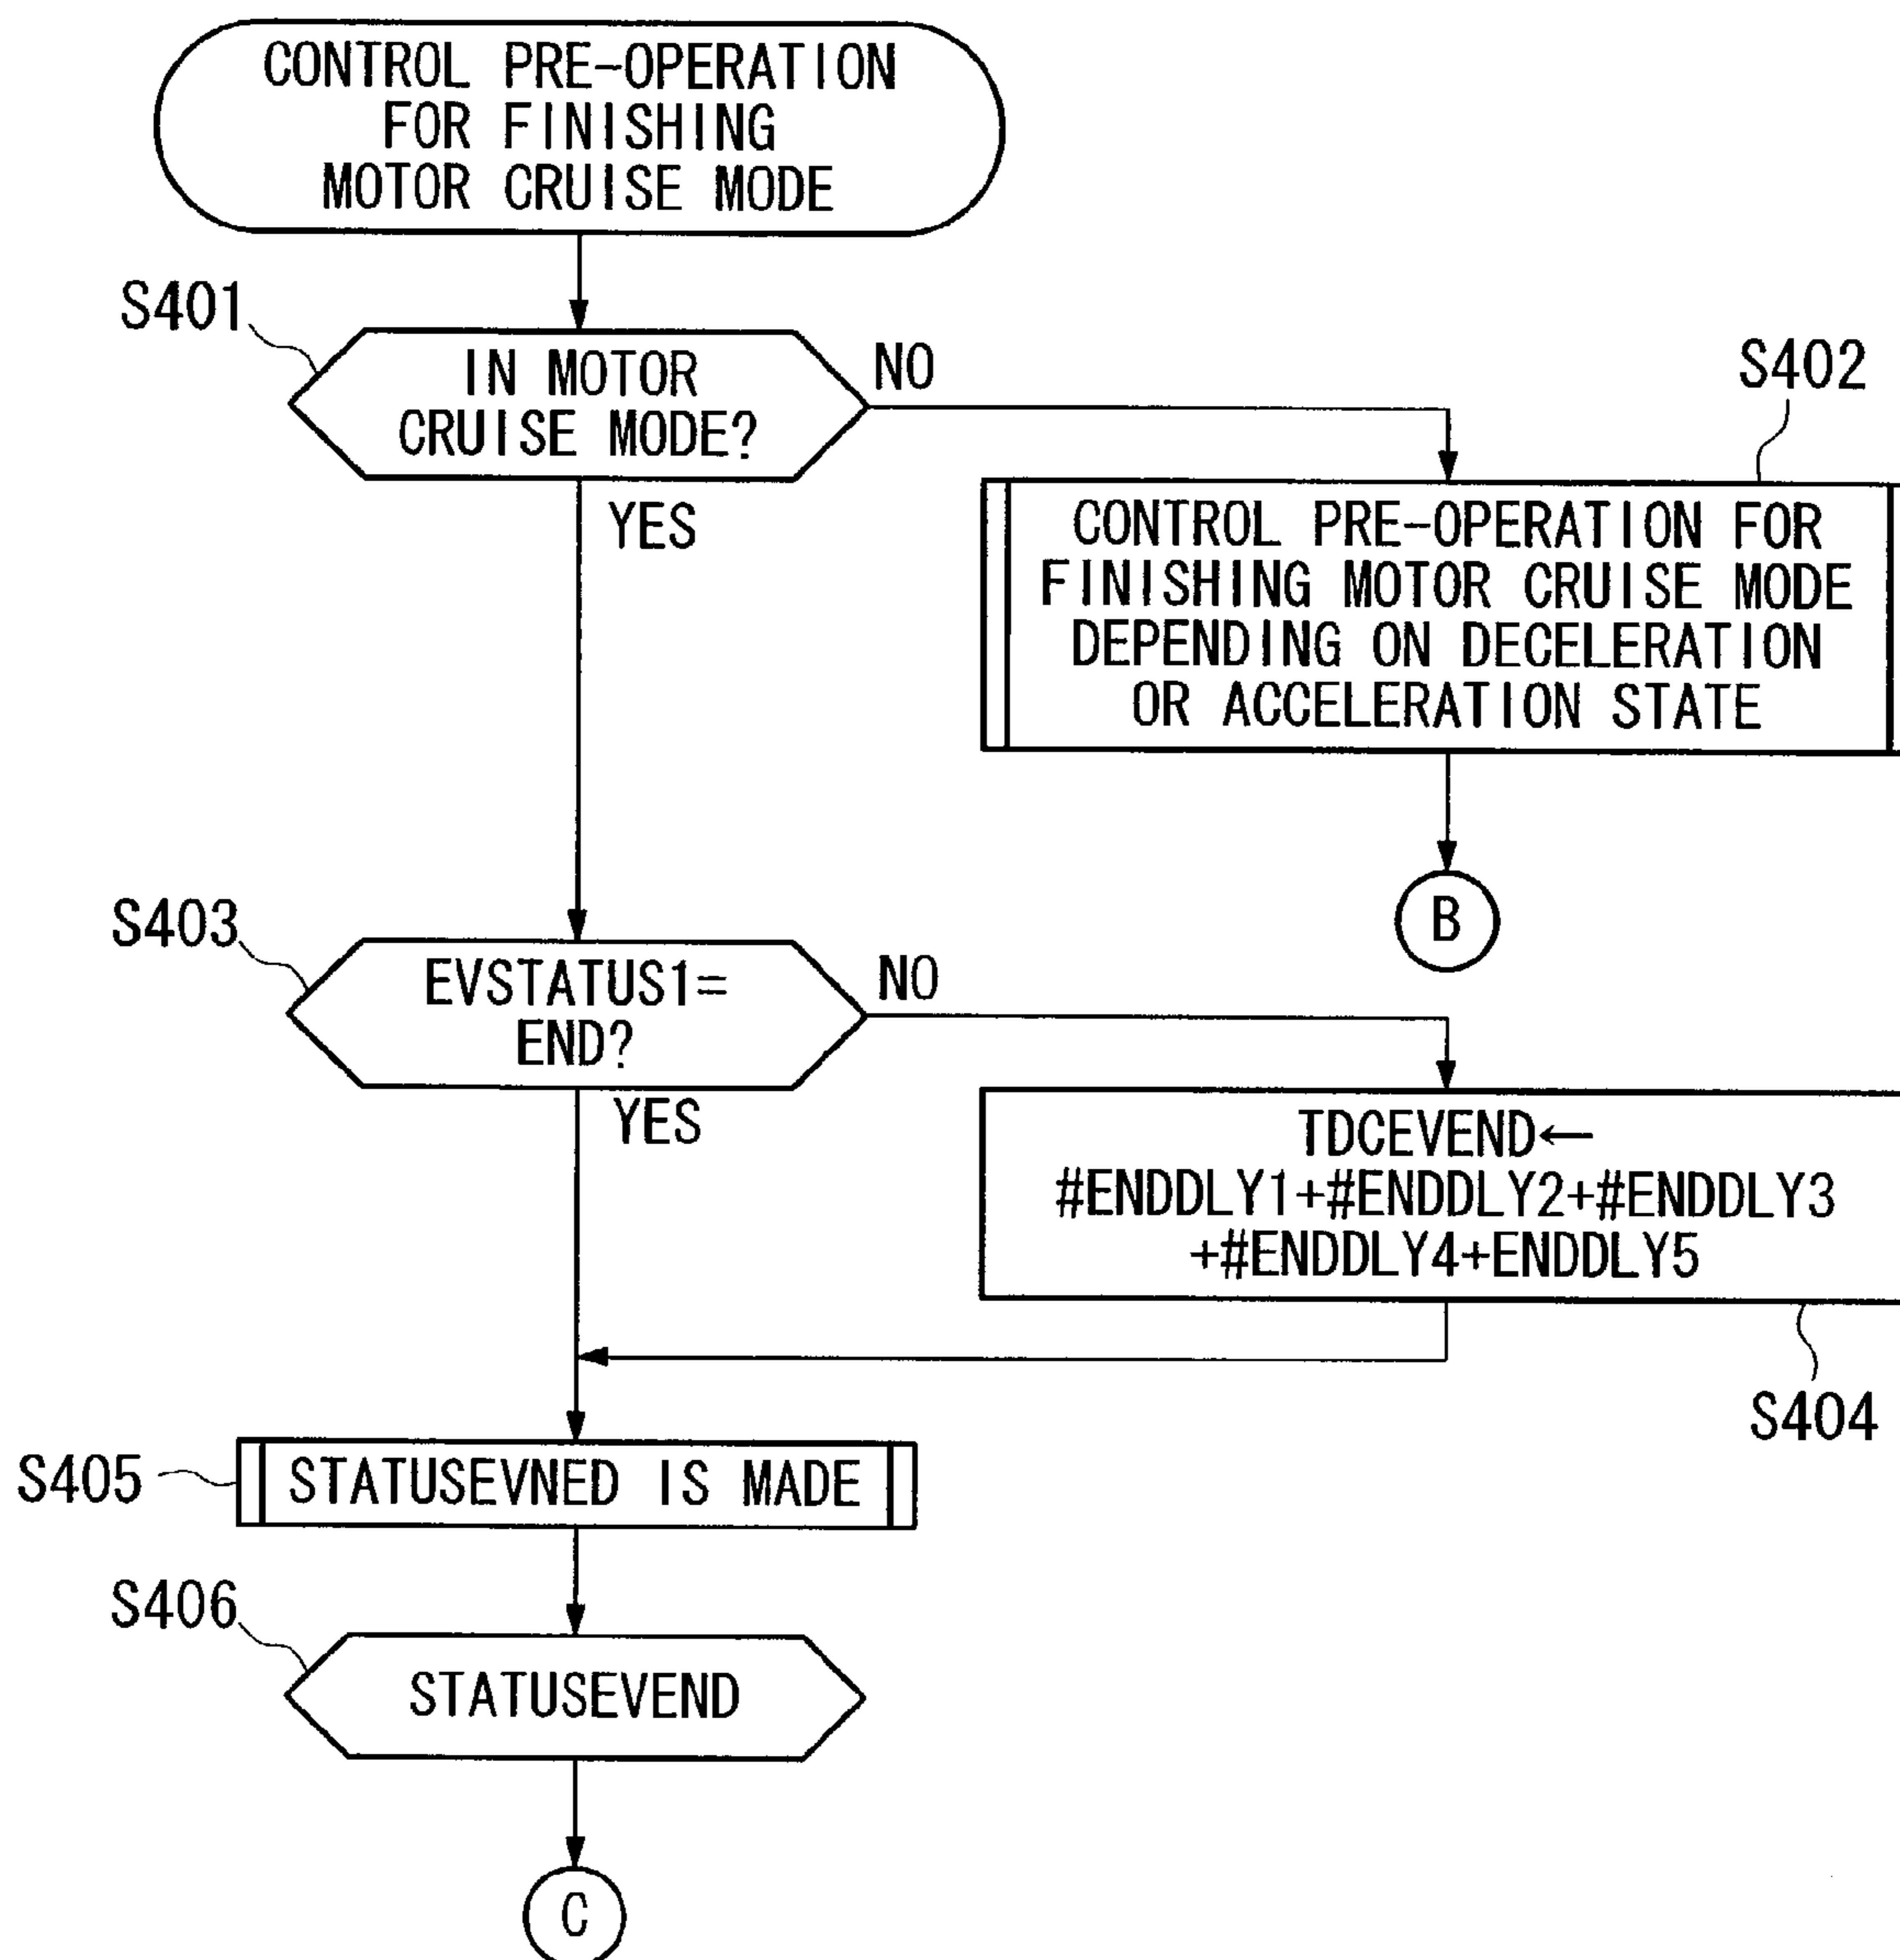 CONTROL PRE-OPERATION
FOR FINISHING
MOTOR CRUISE MODE
S401
IN MOTOR
CRUISE MODE?
NO
YES
S402
CONTROL PRE-OPERATION FOR
FINISHING MOTOR CRUISE MODE
DEPENDING ON DECELERATION
OR ACCELERATION STATE
B
S403
EVSTATUS1=
END?
NO
YES
TDCEVEND←
#ENDDLY1+#ENDDLY2+#ENDDLY3
+#ENDDLY4+ENDDLY5
S404
S405
STATUSEVNED IS MADE
S406
STATUSEVEND
C